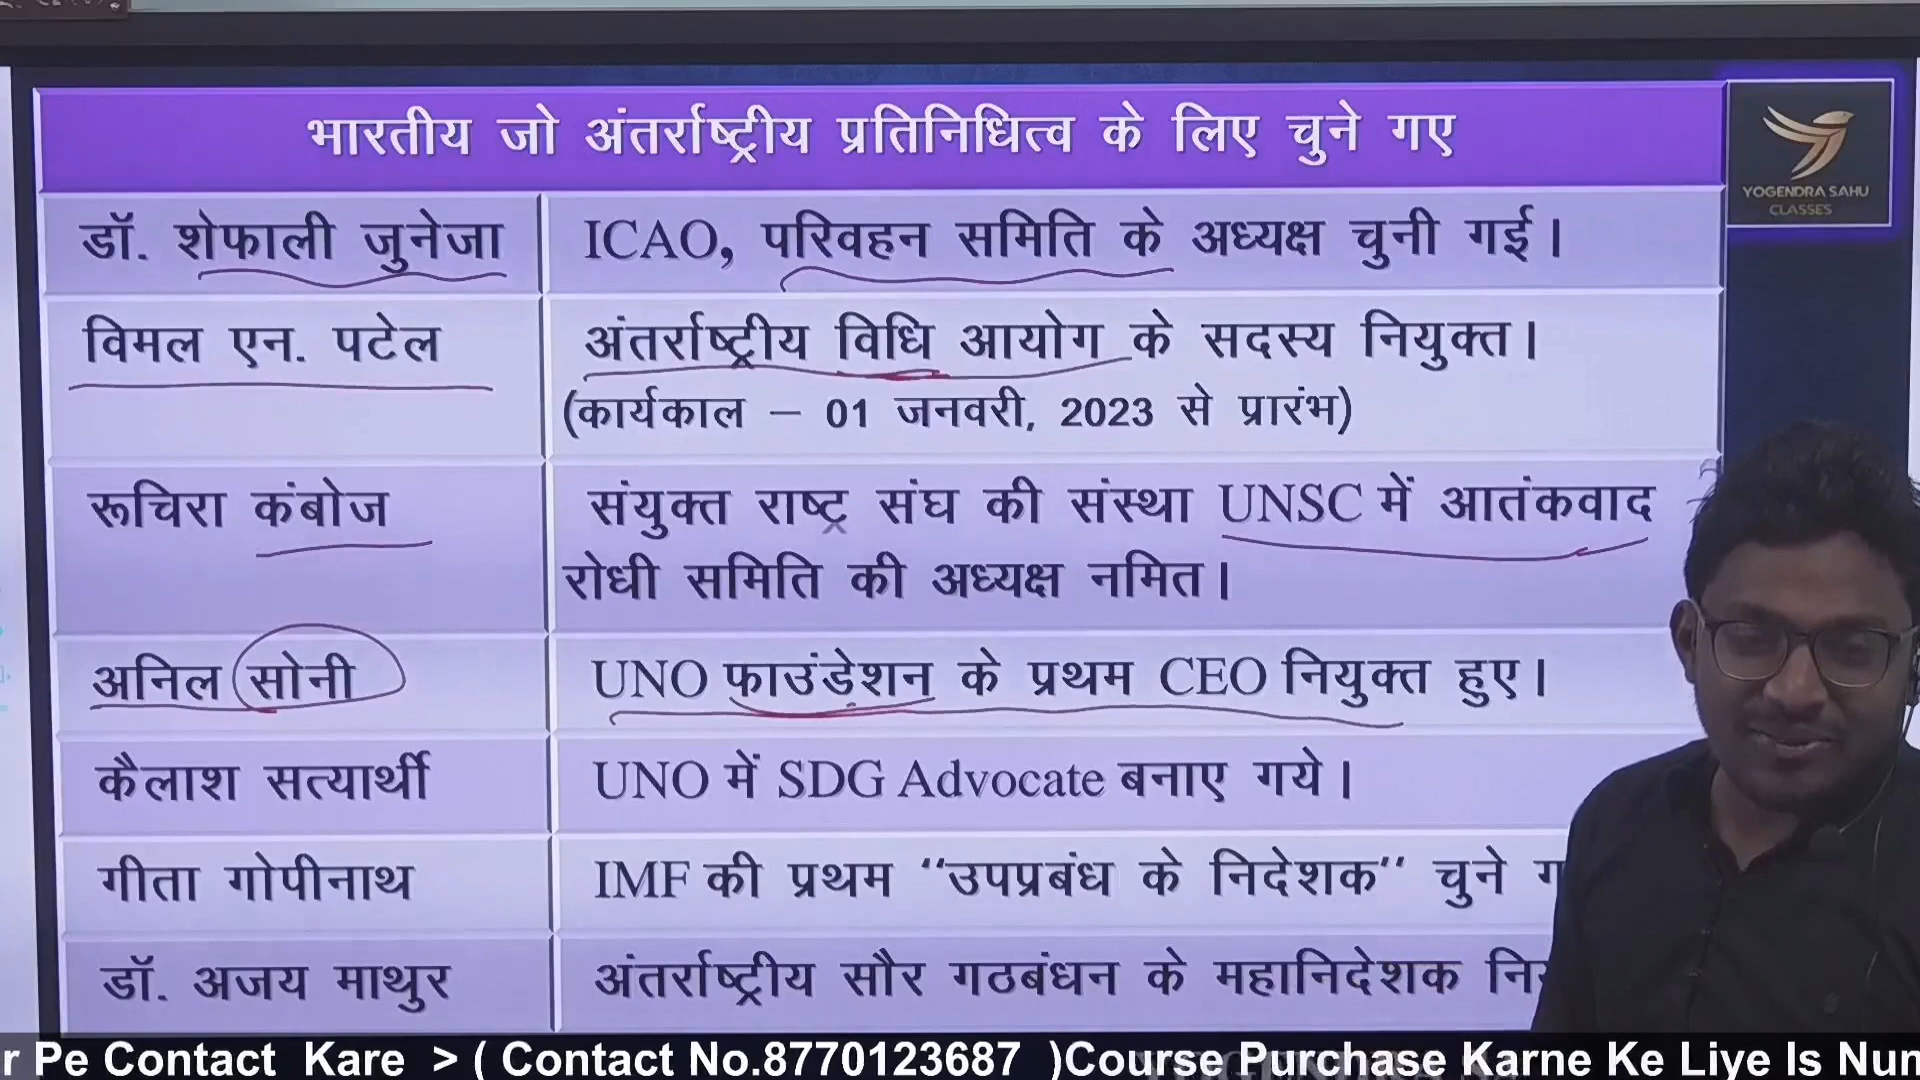 भारतीय जो अंतर्राष्ट्रीय प्रतिनिधित्व के लिए चुने गए
YOGENDRA SAHU
CLASSES
डॉ. शेफाली जुनेजा
ICAO, परिवहन समिति के अध्यक्ष चुनी गई।
विमल एन. पटेल
अंतर्राष्ट्रीय विधि आयोग के सदस्य नियुक्त।
(कार्यकाल – 01 जनवरी, 2023 से प्रारंभ)
रूचिरा कंबोज
संयुक्त राष्ट्र संघ की संस्था UNSC में आतंकवाद
रोधी समिति की अध्यक्ष नमित।
अनिल सोनी
UNO फाउंडेशन के प्रथम CEO नियुक्त हुए।
कैलाश सत्यार्थी
UNO में SDG Advocate बनाए गये।
गीता गोपीनाथ
IMF की प्रथम “उपप्रबंध के निदेशक” चुने
डॉ. अजय माथुर
अंतर्राष्ट्रीय सौर गठबंधन के महानिदेशक
r Pe Contact Kare > ( Contact No.8770123687 )Course Purchase Karne Ke Liye Is Num